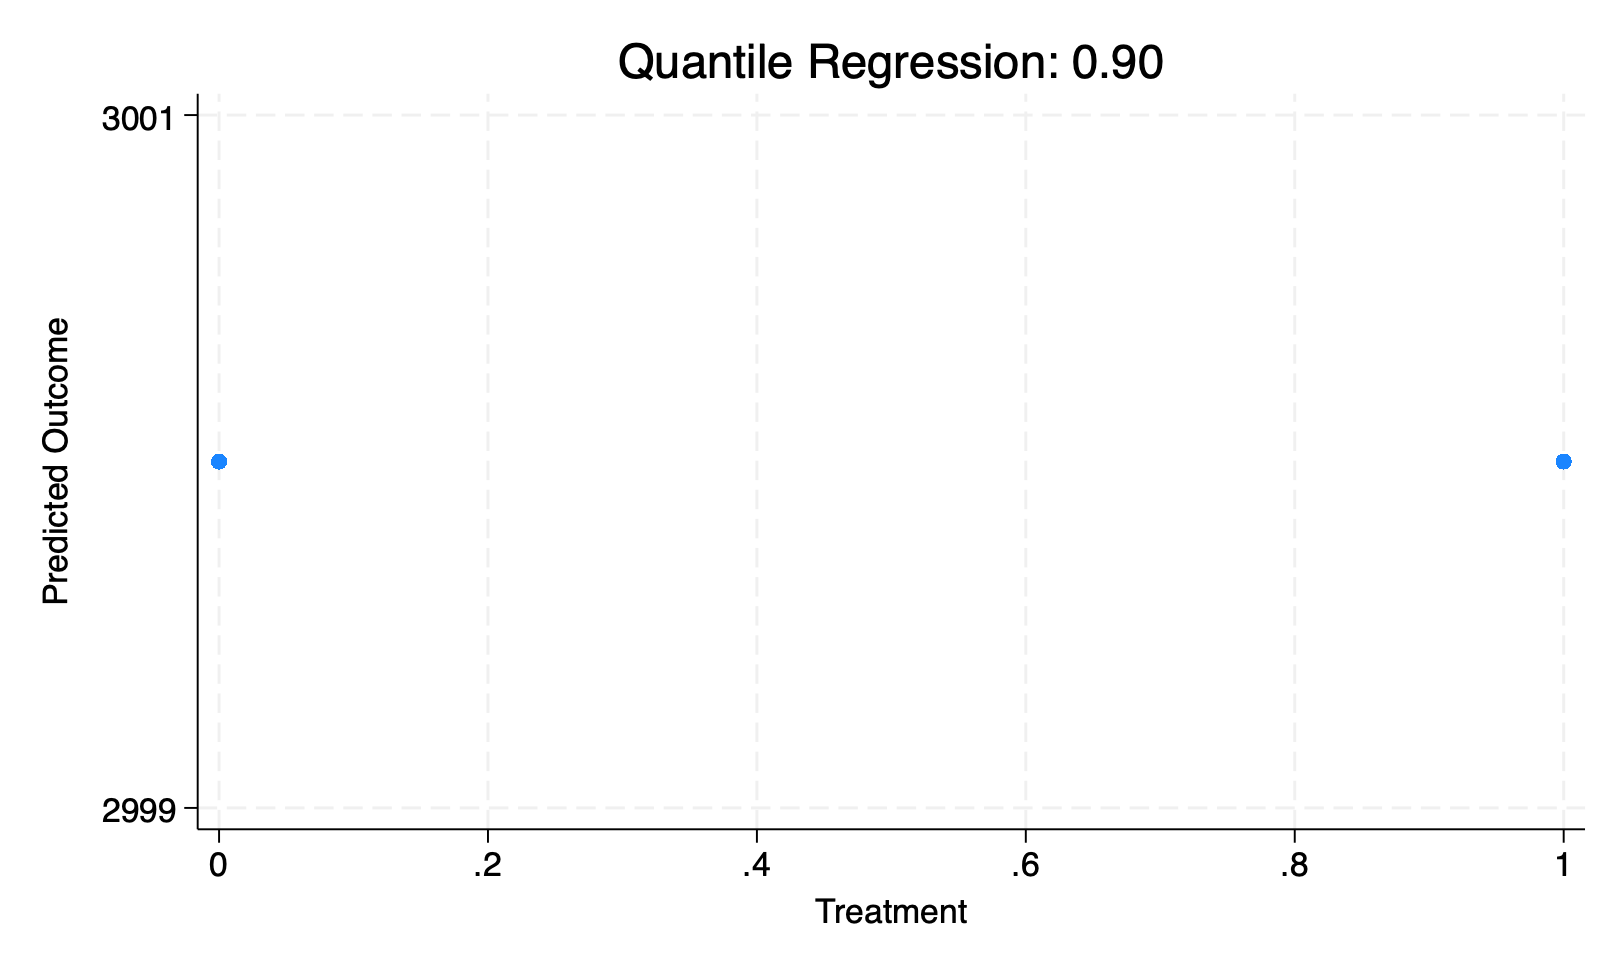 Quantile Regression: 0.90
3001
Predicted Outcome
2999
0 .2 .4 .6 .8 1
Treatment